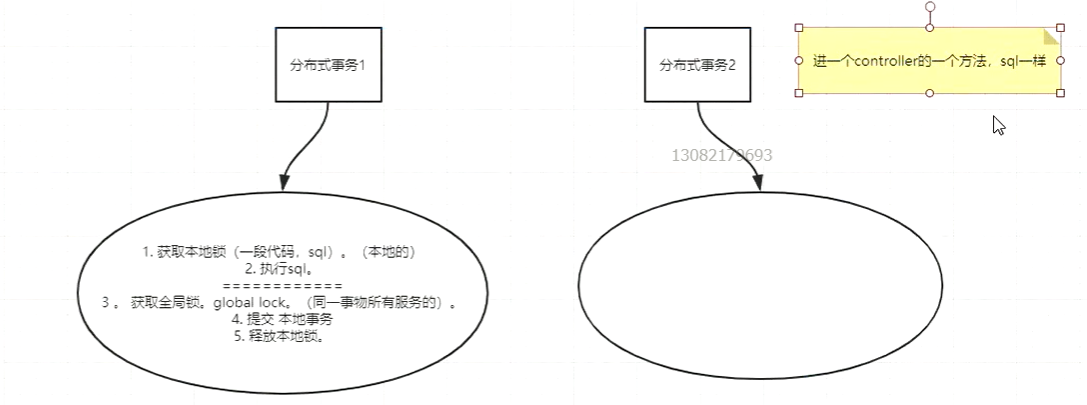 分布式事务1
分布式事务2
进一个controller的一个方法，sql一样
13082179693
1. 获取本地锁（一段代码，sql）。（本地的）
2. 执行sql。
============
3 。 获取全局锁。global lock。（同一事物所有服务的）。
4. 提交 本地事务
5. 释放本地锁。